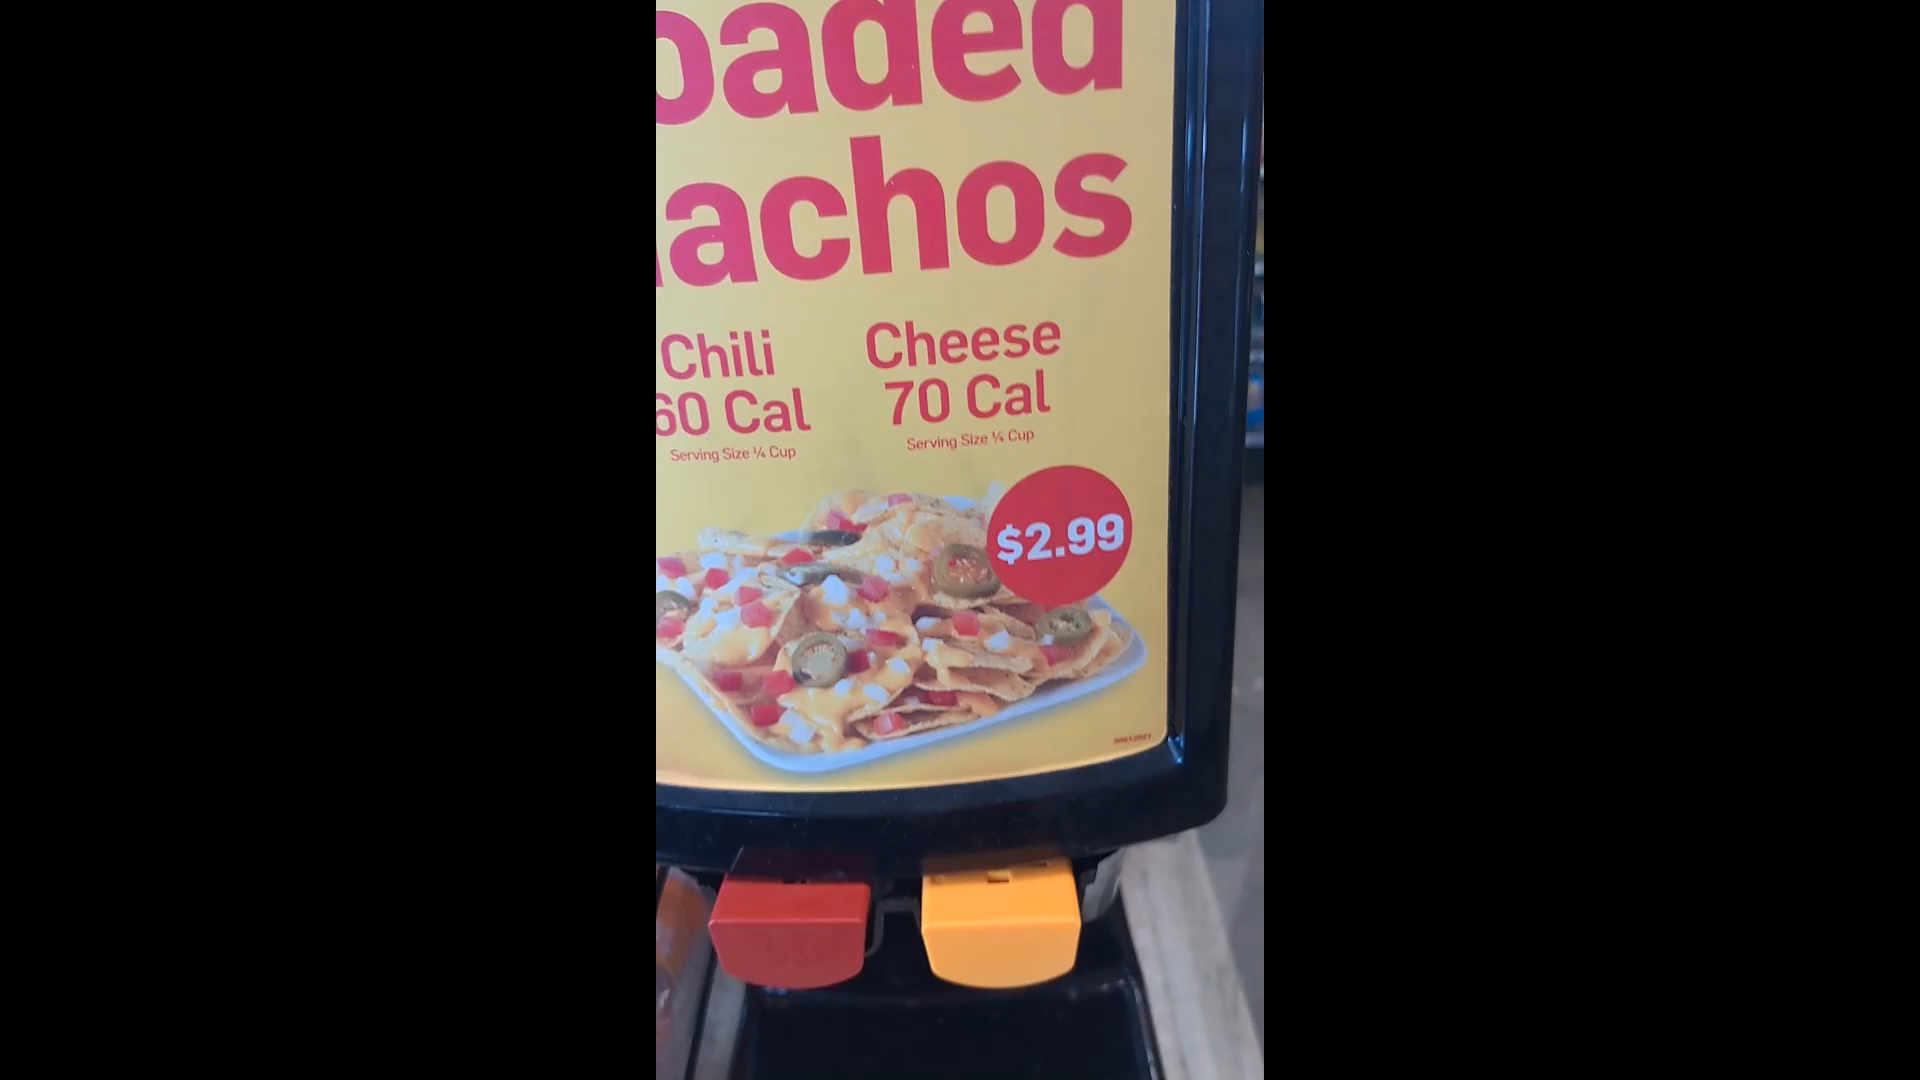 oaded
achos
Chili
60 Cal
Serving Size ¼ Cup
Cheese
70 Cal
Serving Size ¼ Cup
$2.99